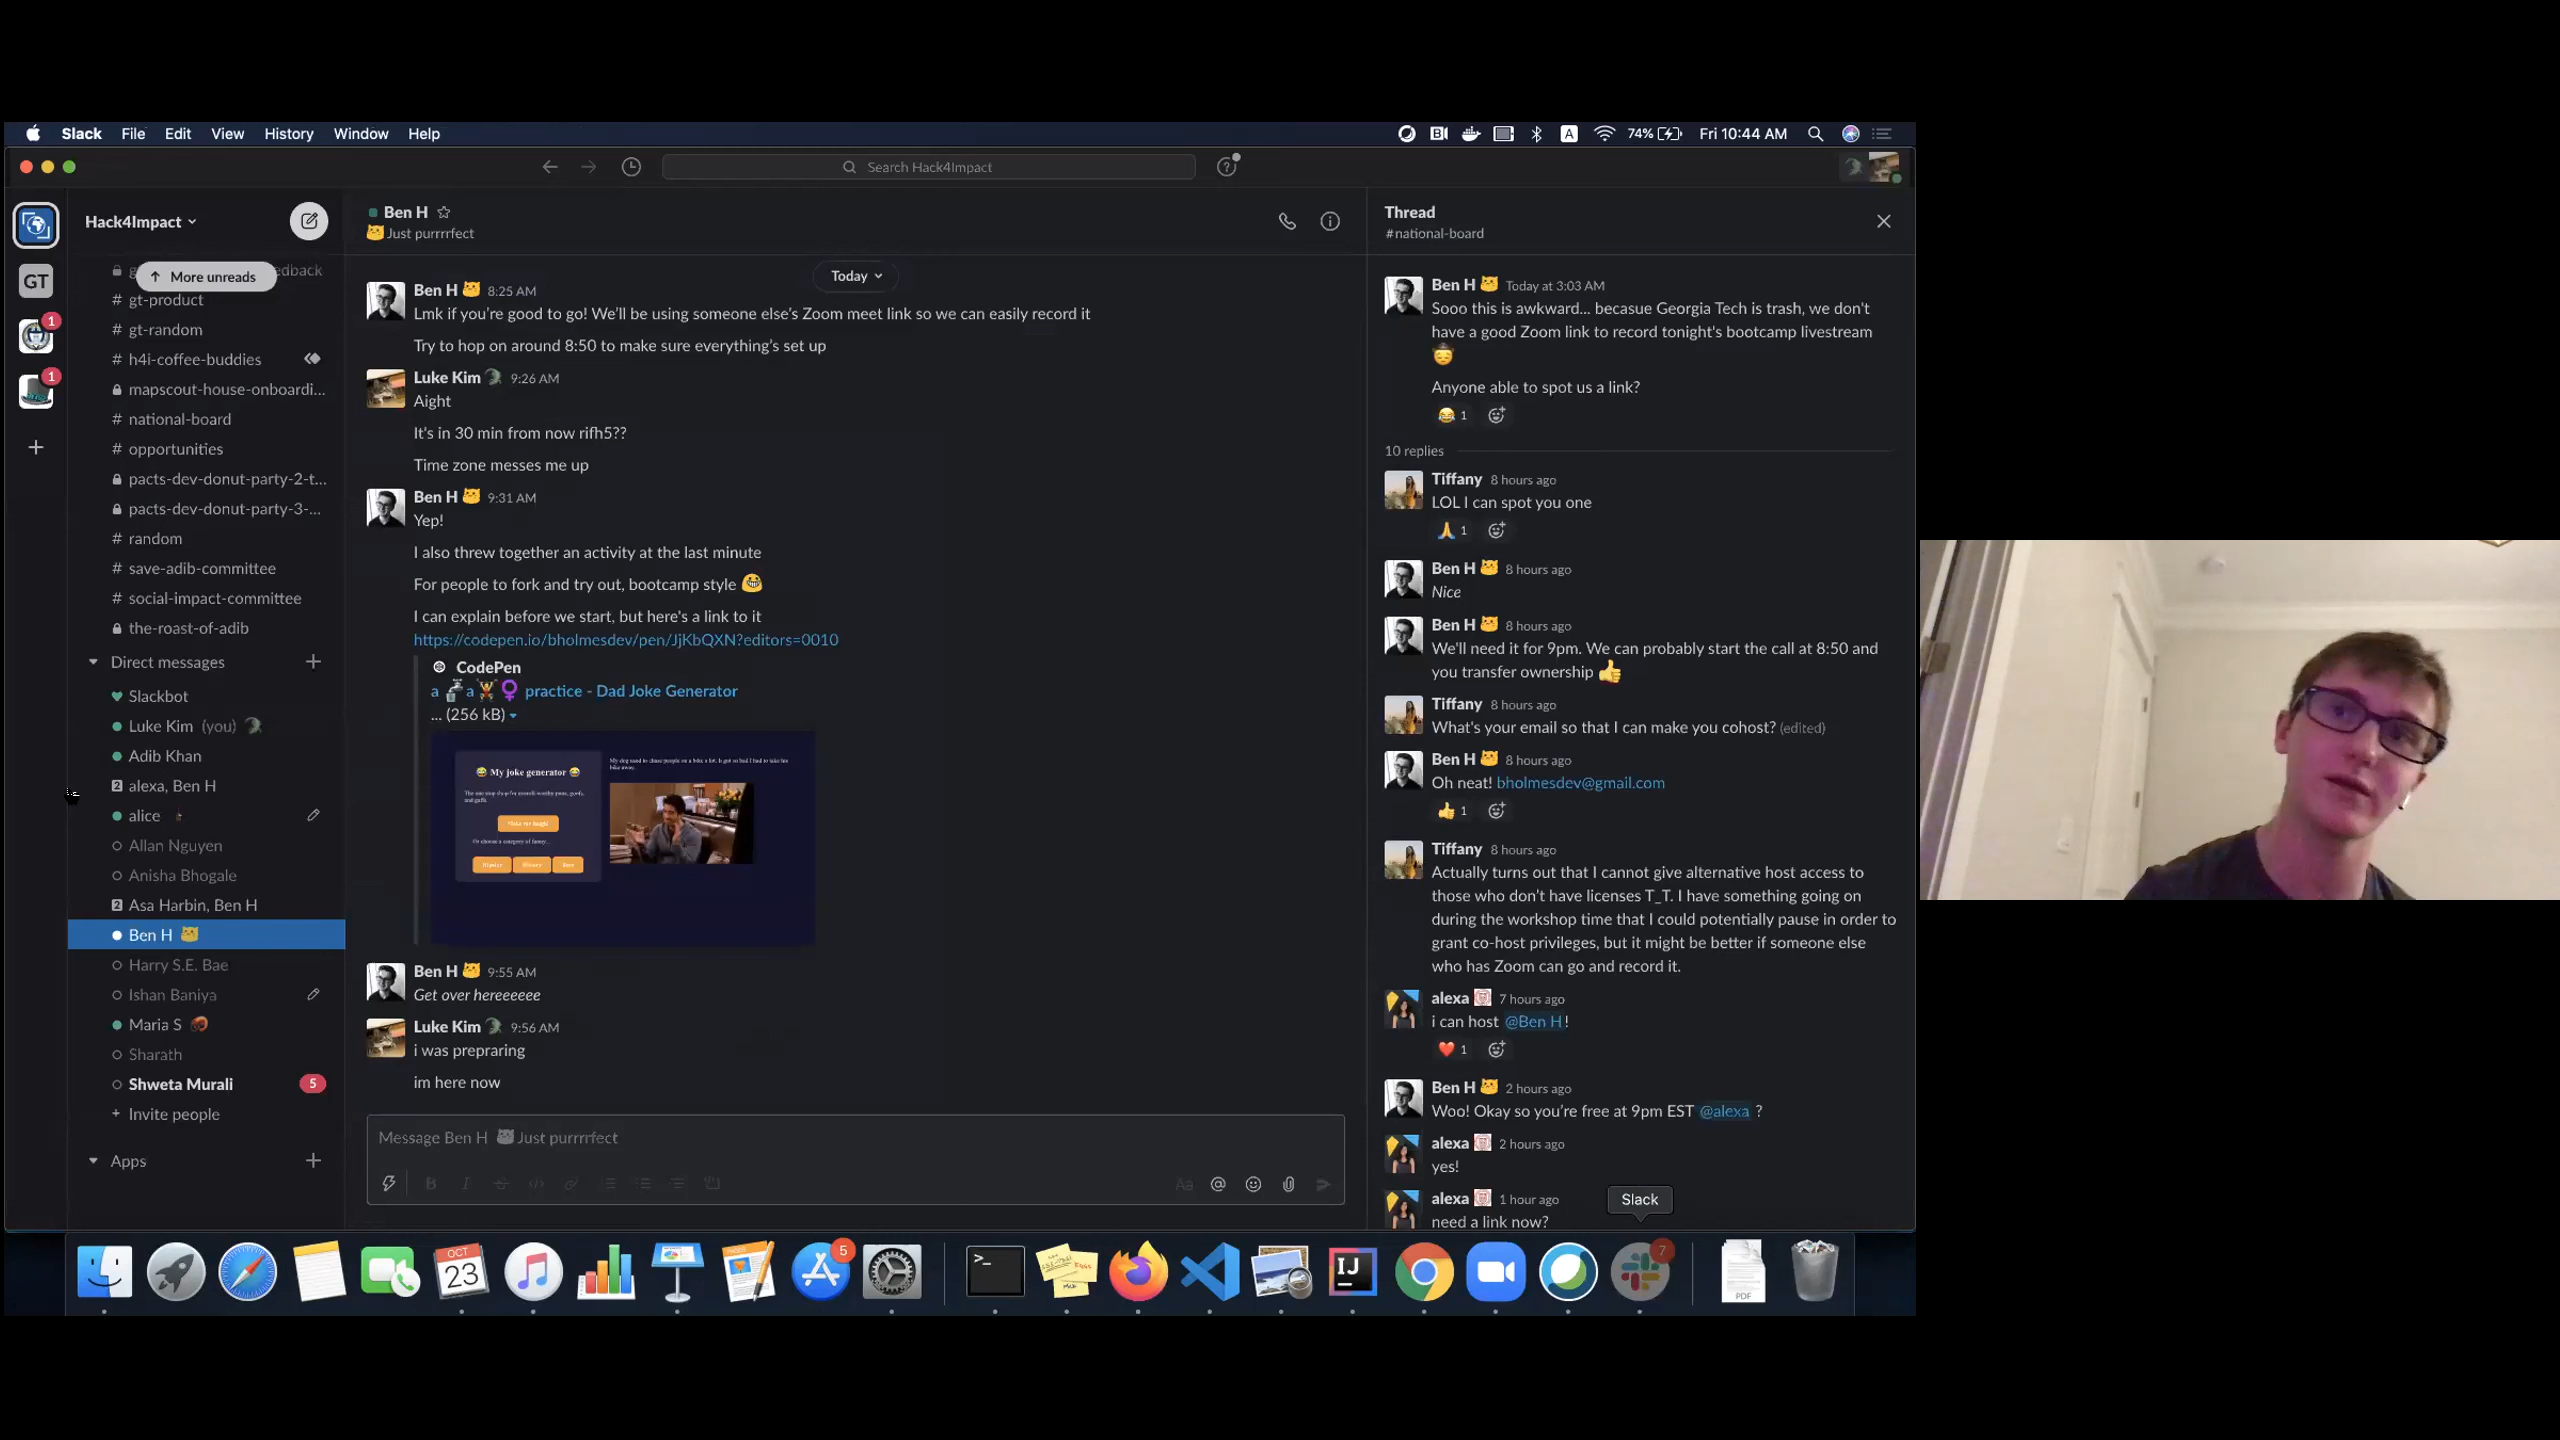 Slack File Edit View History Window Help
74% Fri 10:44 AM
Search Hack4Impact
Hack4Impact
More unreads
edback
# gt-product
# gt-random
# h4i-coffee-buddies
mapscout-house-onboardi...
# national-board
# opportunities
pacts-dev-donut-party-2-t...
pacts-dev-donut-party-3-...
# random
# save-adib-committee
# social-impact-committee
the-roast-of-adib
Direct messages
Slackbot
Luke Kim (you)
Adib Khan
2 alexa, Ben H
alice
Allan Nguyen
Anisha Bhogale
2 Asa Harbin, Ben H
Ben H
Harry S.E. Bae
Ishan Baniya
Maria S
Sharath
Shweta Murali 5
+ Invite people
Apps
GT
1
1
Ben H
Just purrrrfect
Today
Ben H 8:25 AM
Lmk if you're good to go! We'll be using someone else's Zoom meet link so we can easily record it
Try to hop on around 8:50 to make sure everything's set up
Luke Kim 9:26 AM
Aight
It's in 30 min from now rifh5??
Time zone messes me up
Ben H 9:31 AM
Yep!
I also threw together an activity at the last minute
For people to fork and try out, bootcamp style
I can explain before we start, but here's a link to it
https://codepen.io/bholmesdev/pen/JjKbQXN?editors=0010
CodePen
a a practice - Dad Joke Generator
... (256 kB)
My joke generator
Ben H 9:55 AM
Get over hereeeeee
Luke Kim 9:56 AM
i was prepraring
im here now
Message Ben H Just purrrrfect
Thread
#national-board
Ben H Today at 3:03 AM
Sooo this is awkward... becasue Georgia Tech is trash, we don't
have a good Zoom link to record tonight's bootcamp livestream
Anyone able to spot us a link?
1
10 replies
Tiffany 8 hours ago
LOL I can spot you one
1
Ben H 8 hours ago
Nice
Ben H 8 hours ago
We'll need it for 9pm. We can probably start the call at 8:50 and
you transfer ownership
Tiffany 8 hours ago
What's your email so that I can make you cohost? (edited)
Ben H 8 hours ago
Oh neat! bholmesdev@gmail.com
1
Tiffany 8 hours ago
Actually turns out that I cannot give alternative host access to
those who don't have licenses T_T. I have something going on
during the workshop time that I could potentially pause in order to
grant co-host privileges, but it might be better if someone else
who has Zoom can go and record it.
alexa 7 hours ago
i can host @Ben H!
1
Ben H 2 hours ago
Woo! Okay so you're free at 9pm EST @alexa ?
alexa 2 hours ago
yes!
alexa 1 hour ago
need a link now?
Slack
OCT
23
5
IJ
7
PDF